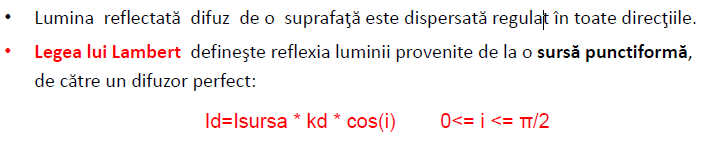 • Lumina reflectată difuz de o suprafaţă este dispersată regulat în toate direcţiile.
• Legea lui Lambert defineşte reflexia luminii provenite de la o sursă punctiformă,
de către un difuzor perfect:
Id=Isursa * kd * cos(i) 0<= i <= π/2